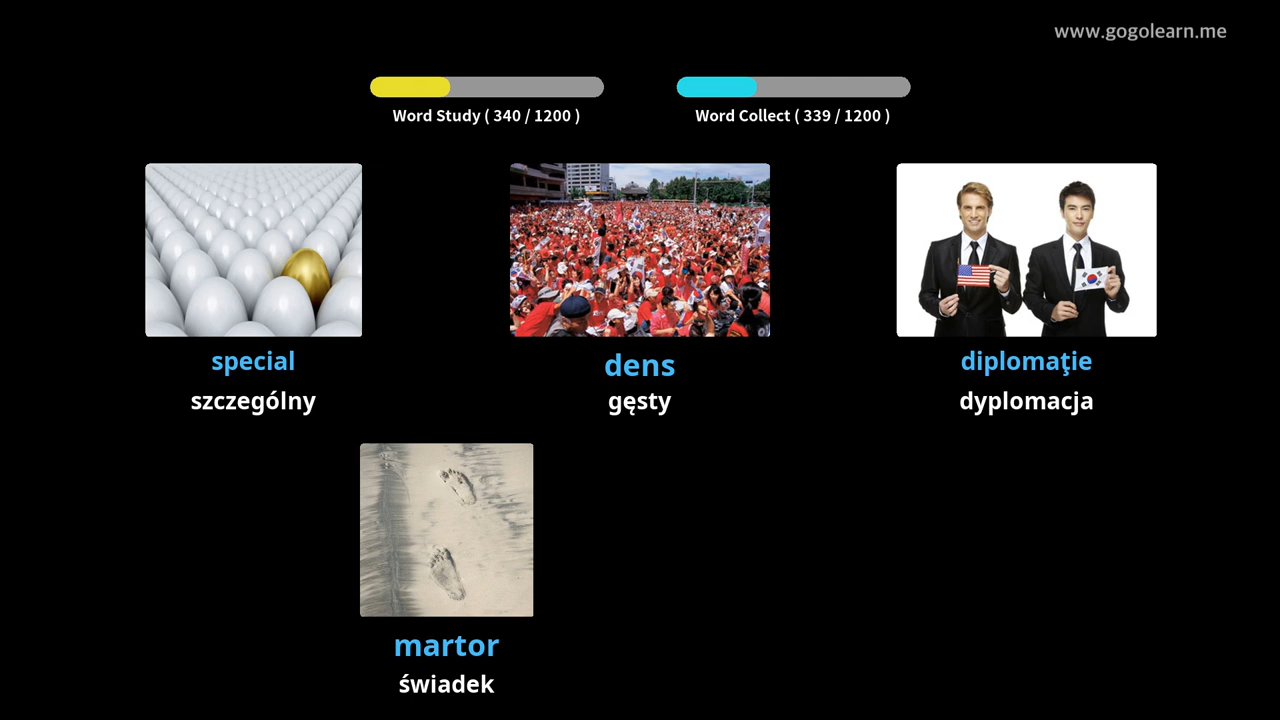 www.gogolearn.me
Word Study ( 340 / 1200 )
Word Collect ( 339 / 1200 )
special
dens
diplomaţie
szczególny
gęsty
dyplomacja
martor
świadek